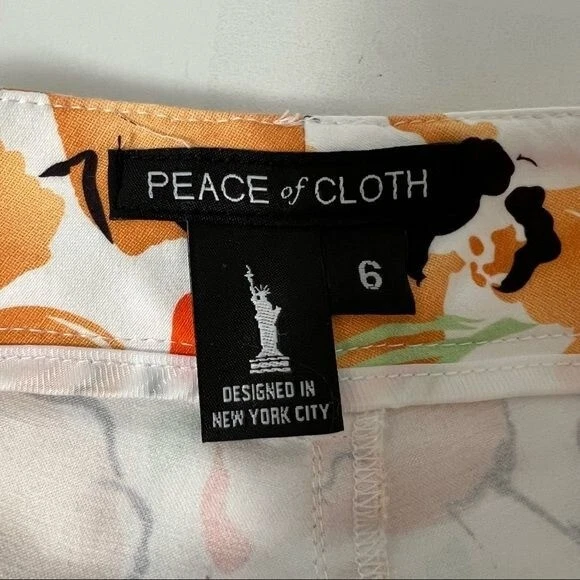 PEACE of CLOTH
6
DESIGNED IN
NEW YORK CITY